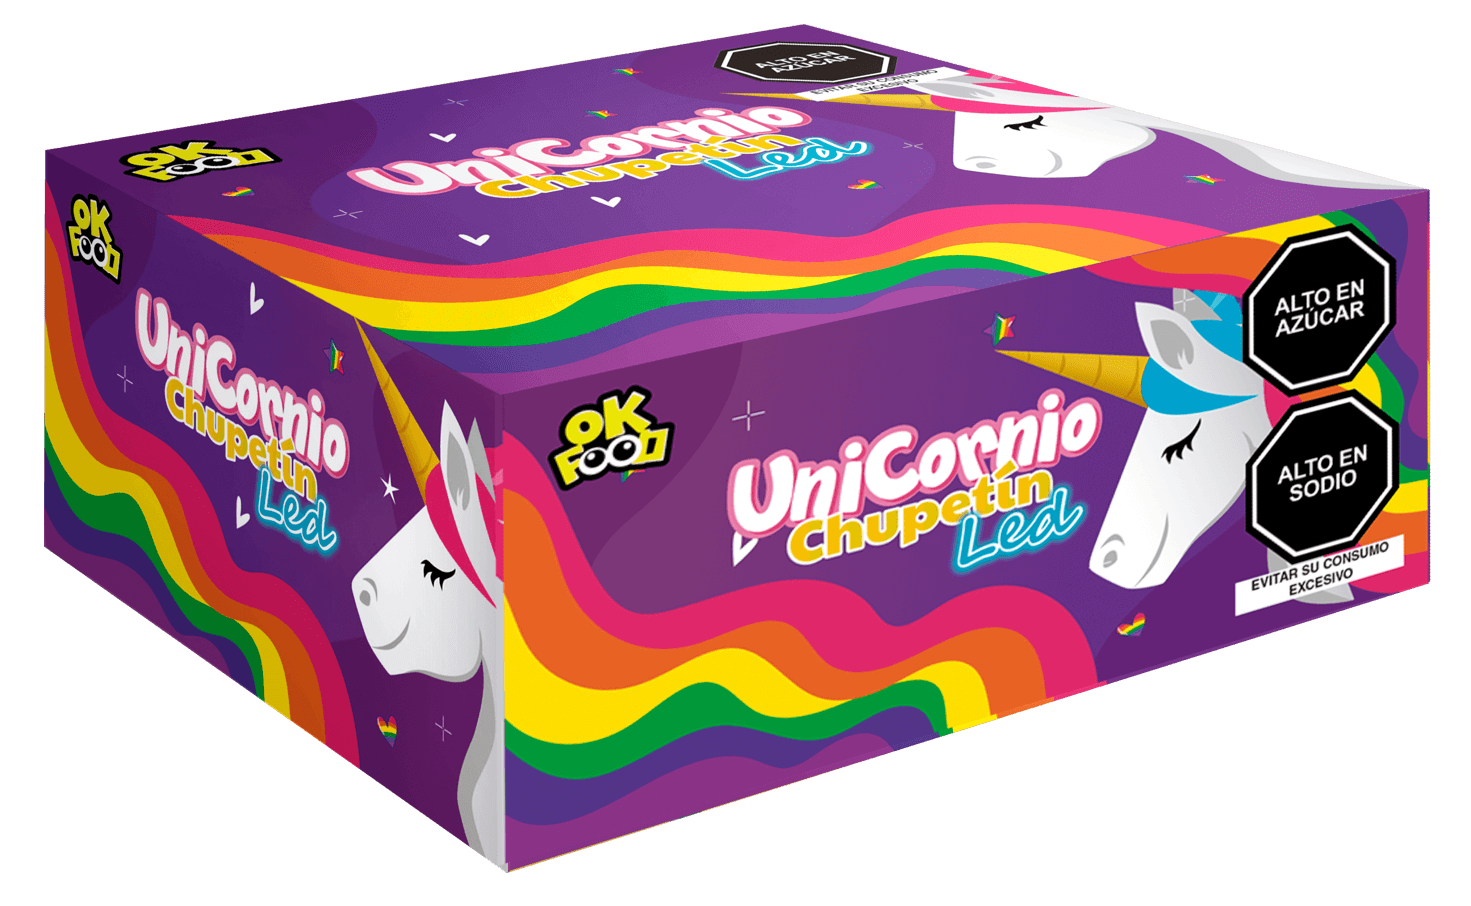 ALTO EN
AZÚCAR
EVITAR SU CONSUMO
EXCESIVO
OK
FOOD
UniCornio
Chupetín
Led
OK
FOOD
UniCornio
Chupetín
Led
OK
FOOD
UniCornio
Chupetín
Led
ALTO EN
AZÚCAR
ALTO EN
SODIO
EVITAR SU CONSUMO
EXCESIVO